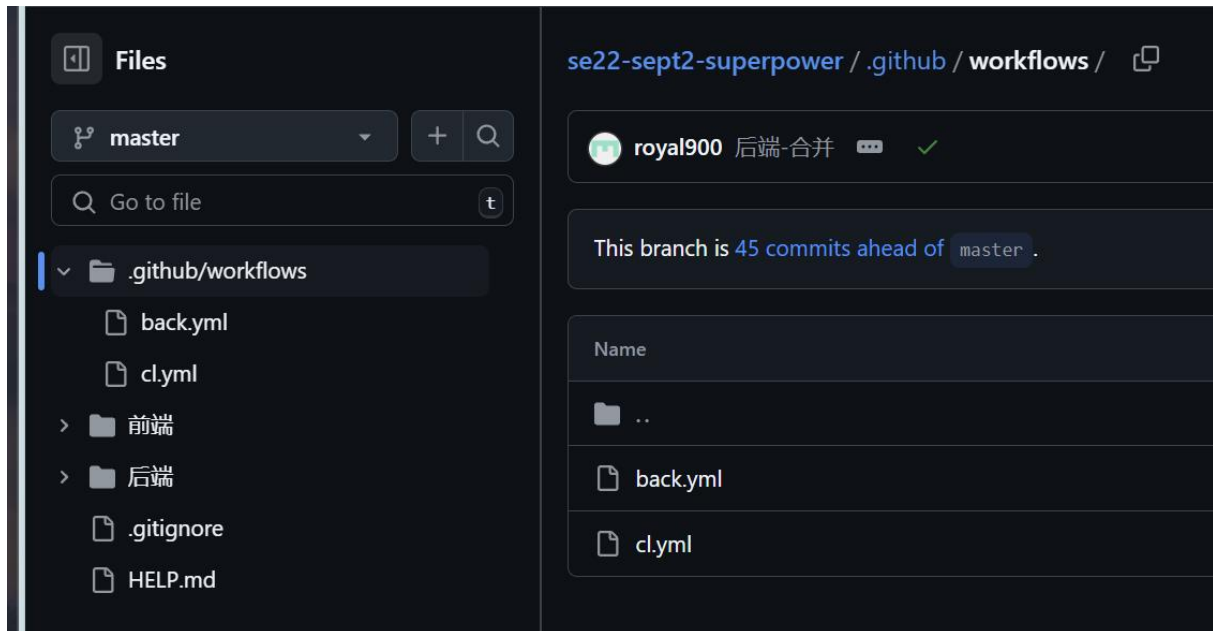 Files
master
Go to file
t
.github/workflows
back.yml
cl.yml
前端
后端
.gitignore
HELP.md
se22-sept2-superpower / .github / workflows /
royal900 后端-合并
This branch is 45 commits ahead of master .
Name
..
back.yml
cl.yml